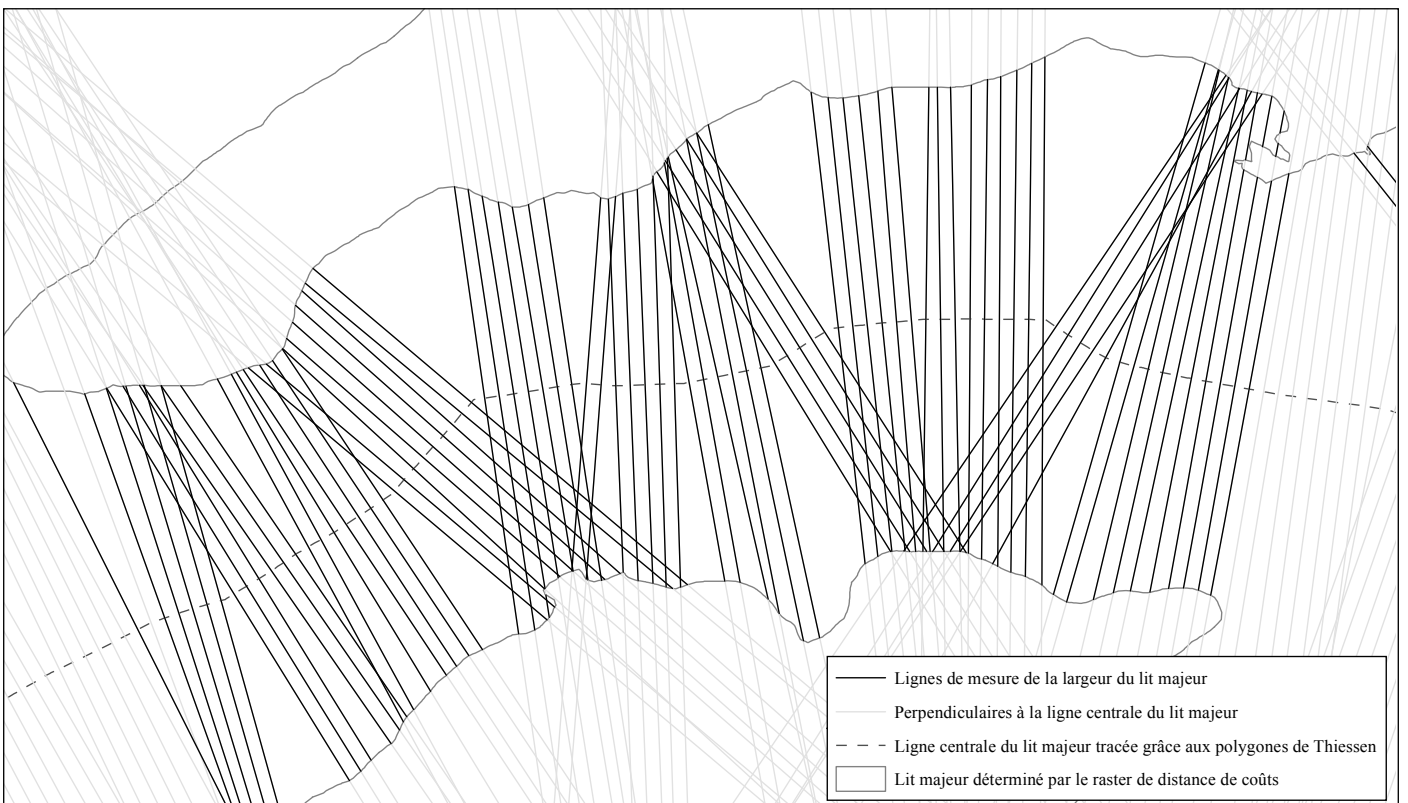 Lignes de mesure de la largeur du lit majeur
Perpendiculaires à la ligne centrale du lit majeur
Ligne centrale du lit majeur tracée grâce aux polygones de Thiessen
Lit majeur déterminé par le raster de distance de coûts